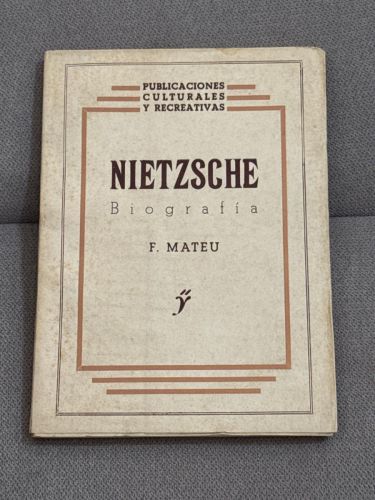 PUBLICACIONES
CULTURALES
Y RECREATIVAS
NIETZSCHE
Biografía
F. MATEU
ÿ